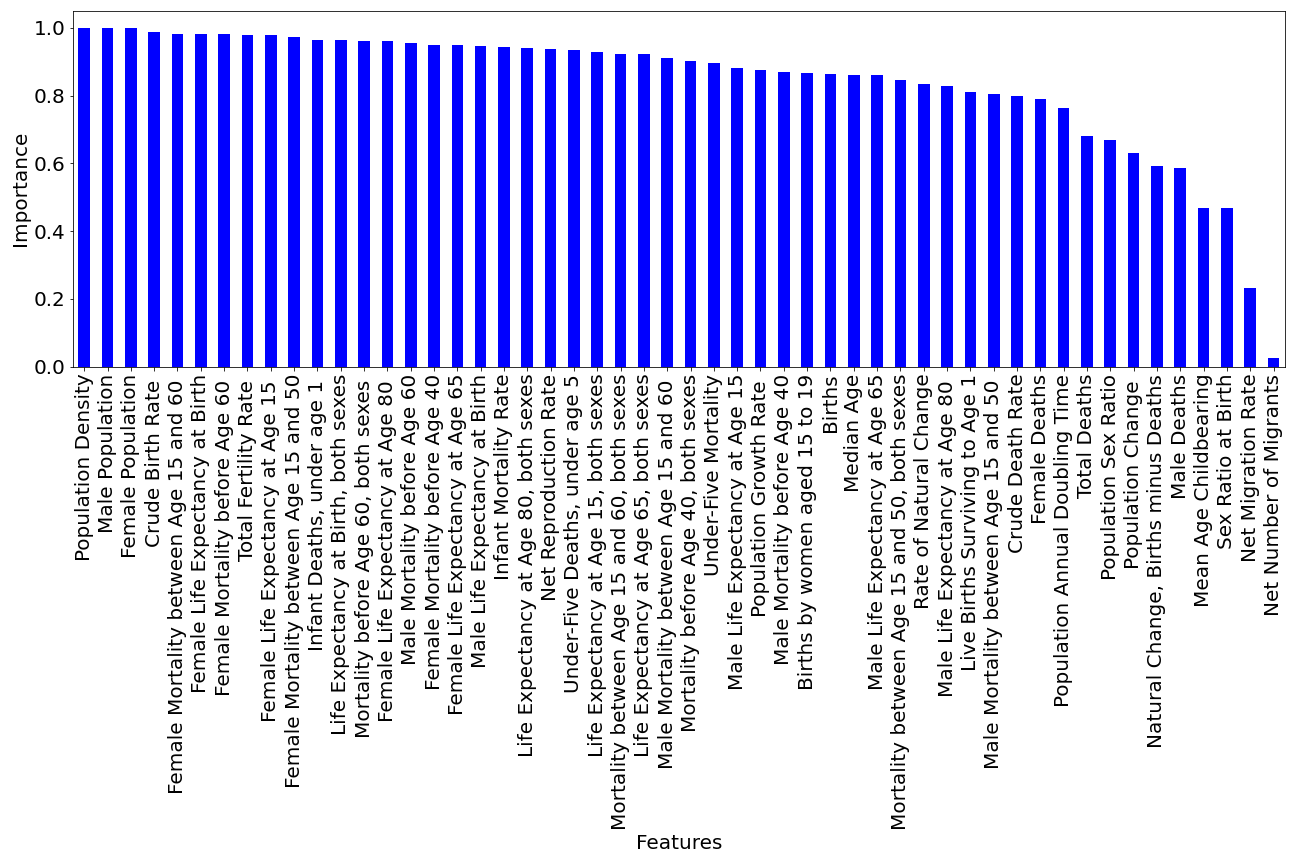 1.0
0.8
0.6
0.4
0.2
0.0
Importance
Population Density
Male Population
Female Population
Crude Birth Rate
Female Mortality between Age 15 and 60
Female Life Expectancy at Birth
Female Mortality before Age 60
Total Fertility Rate
Female Life Expectancy at Age 15
Female Mortality between Age 15 and 50
Infant Deaths, under age 1
Life Expectancy at Birth, both sexes
Mortality before Age 60, both sexes
Female Life Expectancy at Age 80
Male Mortality before Age 60
Female Mortality before Age 40
Female Life Expectancy at Age 65
Male Life Expectancy at Birth
Infant Mortality Rate
Life Expectancy at Age 80, both sexes
Net Reproduction Rate
Under-Five Deaths, under age 5
Life Expectancy at Age 15, both sexes
Mortality between Age 15 and 60, both sexes
Life Expectancy at Age 65, both sexes
Male Mortality between Age 15 and 60
Mortality before Age 40, both sexes
Under-Five Mortality
Male Life Expectancy at Age 15
Population Growth Rate
Male Mortality before Age 40
Births by women aged 15 to 19
Births
Median Age
Male Life Expectancy at Age 65
Mortality between Age 15 and 50, both sexes
Rate of Natural Change
Male Life Expectancy at Age 80
Live Births Surviving to Age 1
Male Mortality between Age 15 and 50
Crude Death Rate
Female Deaths
Population Annual Doubling Time
Total Deaths
Population Sex Ratio
Population Change
Natural Change, Births minus Deaths
Male Deaths
Mean Age Childbearing
Sex Ratio at Birth
Net Migration Rate
Net Number of Migrants
Features